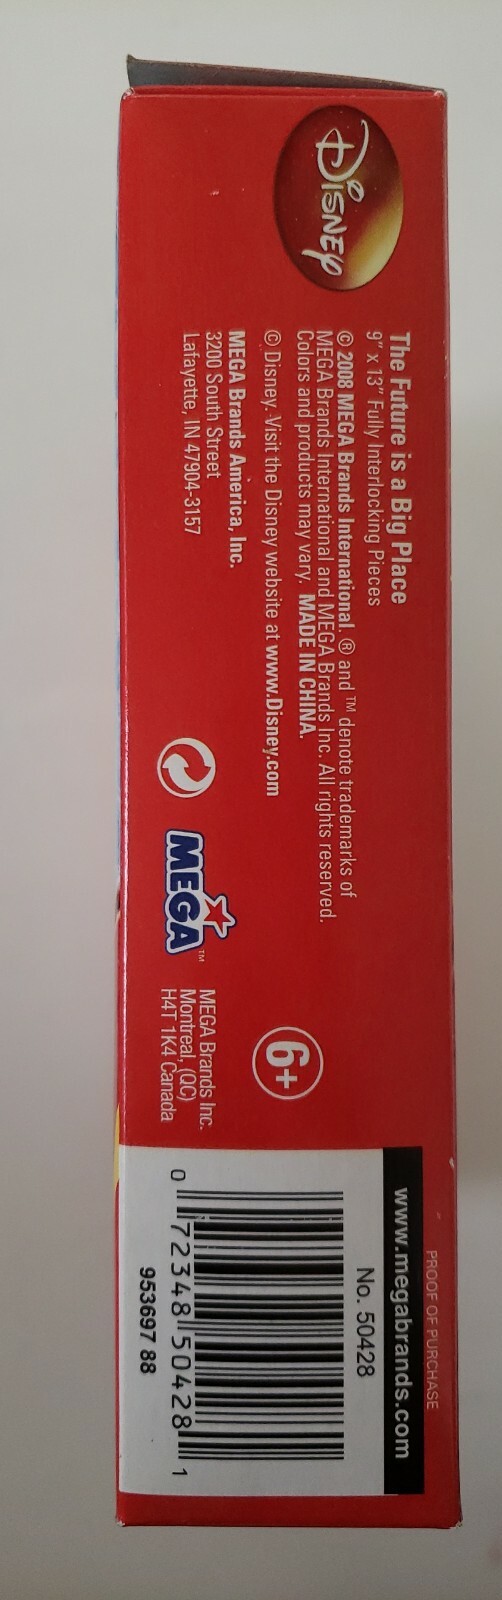 Disney
The Future is a Big Place
9" x 13" Fully Interlocking Pieces
© 2008 MEGA Brands International. ® and ™ denote trademarks of
MEGA Brands International and MEGA Brands Inc. All rights reserved.
Colors and products may vary. MADE IN CHINA.
© Disney. Visit the Disney website at www.Disney.com
MEGA Brands America, Inc.
3200 South Street
Lafayette, IN 47904-3157
MEGA™
6+
MEGA Brands Inc.
Montreal, (QC)
H4T 1K4 Canada
PROOF OF PURCHASE
www.megabrands.com
No. 50428
0 72348 50428 1
953697 88